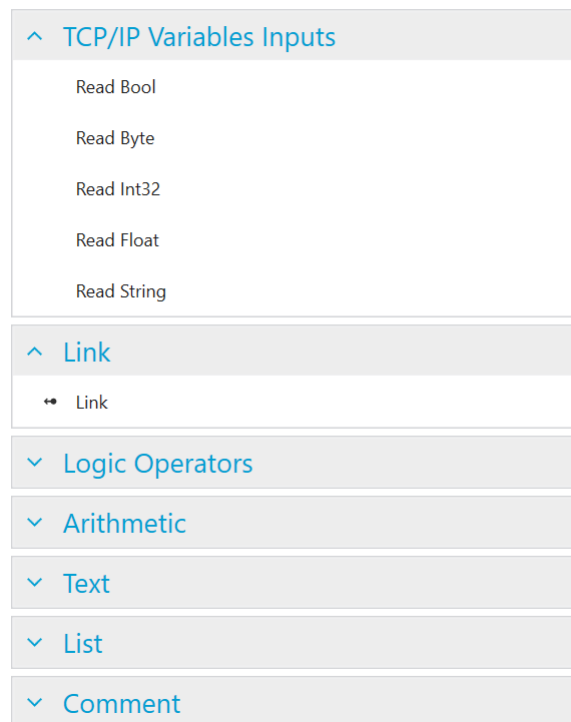 TCP/IP Variables Inputs
Read Bool
Read Byte
Read Int32
Read Float
Read String
Link
Link
Logic Operators
Arithmetic
Text
List
Comment